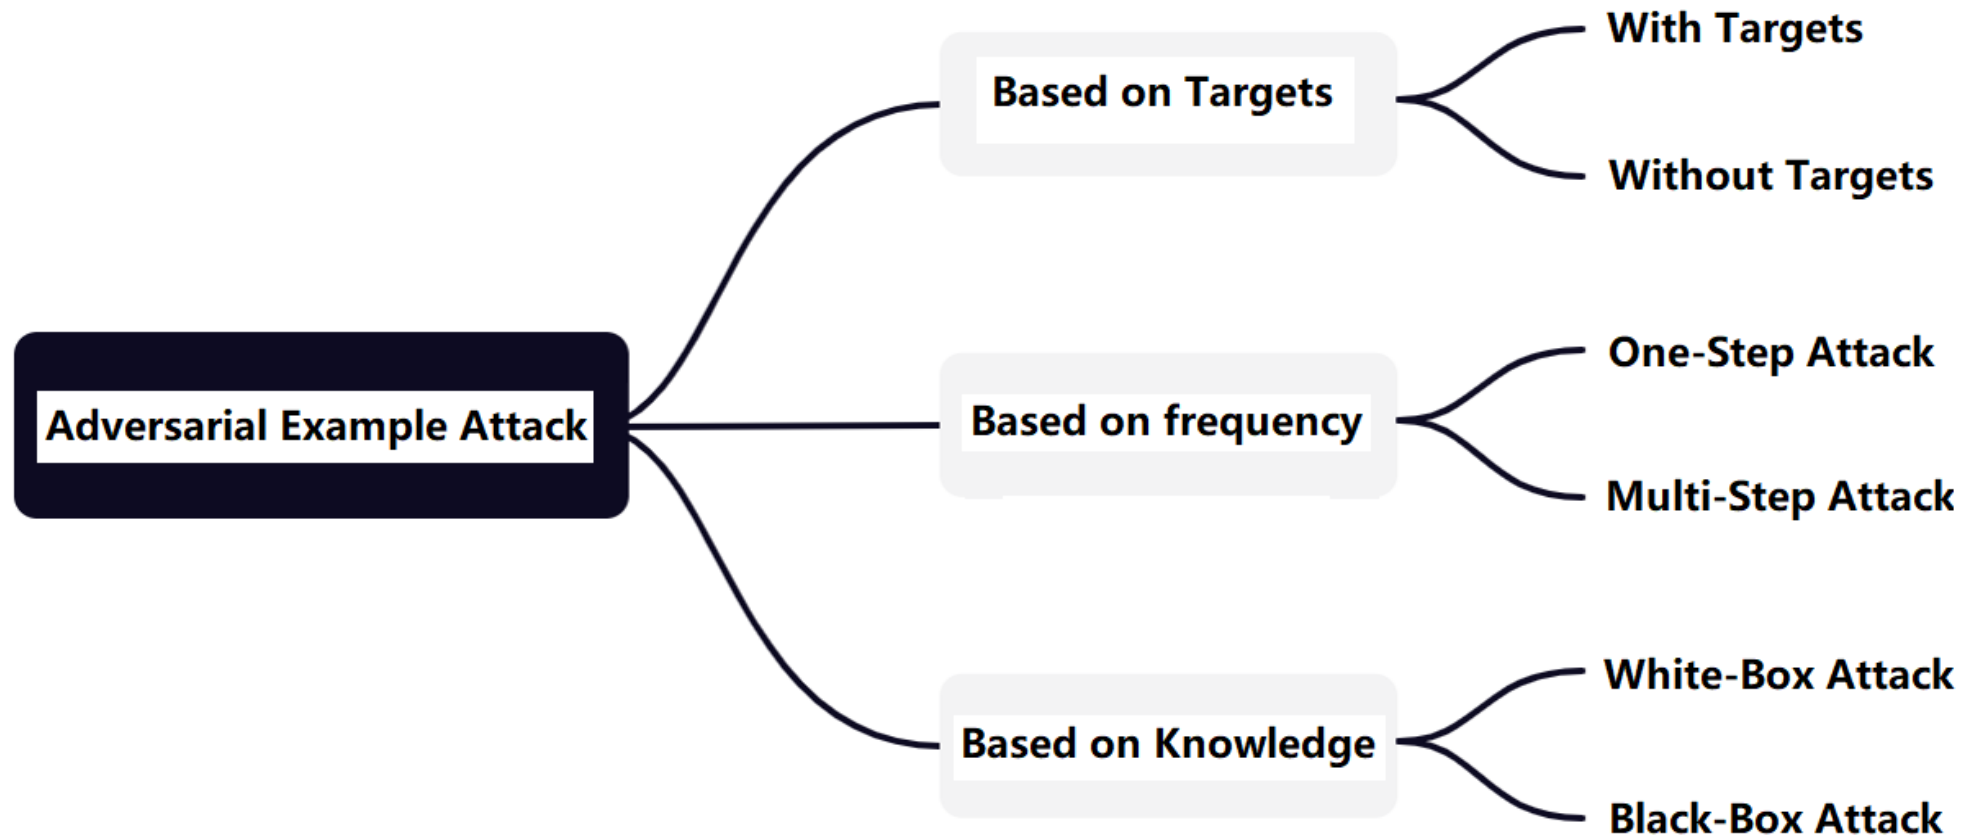 Adversarial Example Attack
Based on Targets
With Targets
Without Targets
Based on frequency
One-Step Attack
Multi-Step Attack
Based on Knowledge
White-Box Attack
Black-Box Attack